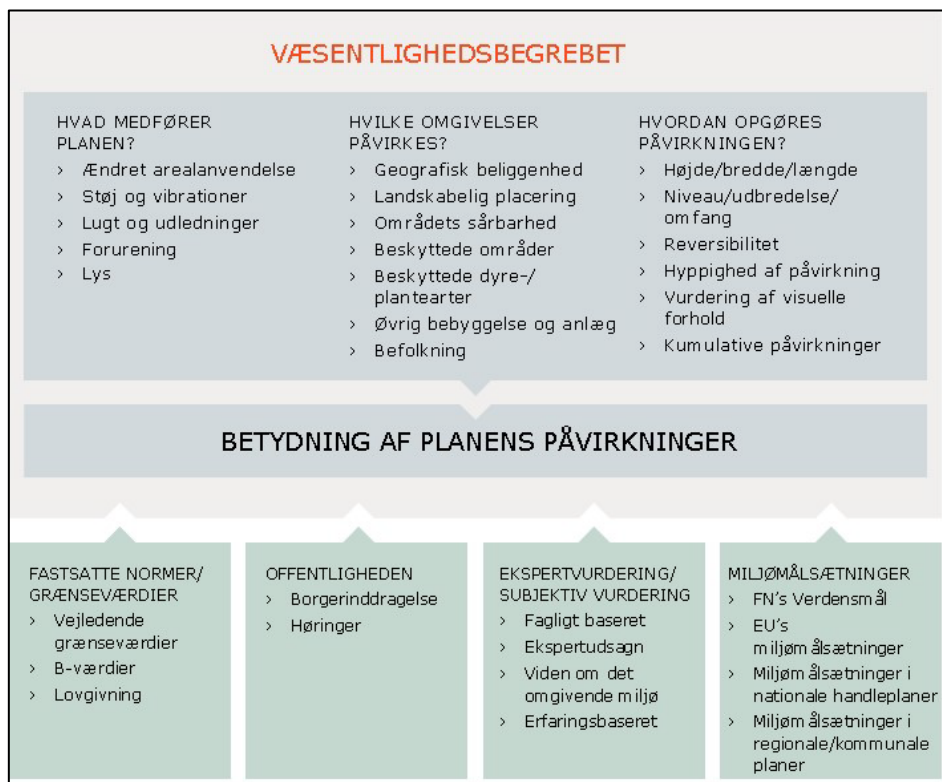 VÆSENTLIGHEDSBEGREBET
HVAD MEDFØRER
PLANEN?
> Ændret arealanvendelse
> Støj og vibrationer
> Lugt og udledninger
> Forurening
> Lys
HVILKE OMGIVELSER
PÅVIRKES?
> Geografisk beliggenhed
> Landskabelig placering
> Områdets sårbarhed
> Beskyttede områder
> Beskyttede dyre-/
plantearter
> Øvrig bebyggelse og anlæg
> Befolkning
HVORDAN OPGØRES
PÅVIRKNINGEN?
> Højde/bredde/længde
> Niveau/udbredelse/
omfang
> Reversibilitet
> Hyppighed af påvirkning
> Vurdering af visuelle
forhold
> Kumulative påvirkninger
BETYDNING AF PLANENS PÅVIRKNINGER
FASTSATTE NORMER/
GRÆNSEVÆRDIER
> Vejledende
grænseværdier
> B-værdier
> Lovgivning
OFFENTLIGHEDEN
> Borgerinddragelse
> Høringer
EKSPERTVURDERING/
SUBJEKTIV VURDERING
> Fagligt baseret
> Ekspertudsagn
> Viden om det
omgivende miljø
> Erfaringsbaseret
MILJØMÅLSÆTNINGER
> FN's Verdensmål
> EU's
miljømålsætninger
> Miljømålsætninger i
nationale handleplaner
> Miljømålsætninger i
regionale/kommunale
planer